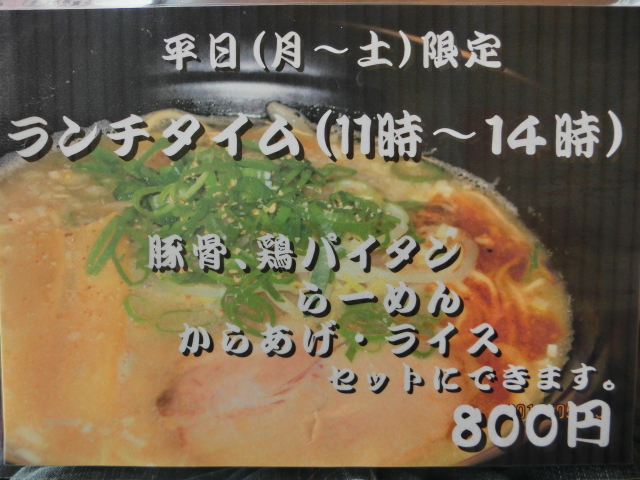 平日(月～土)限定
ランチタイム(11時～14時)
豚骨、鶏パイタン
らーめん
からあげ・ライス
セットにできます。
800円